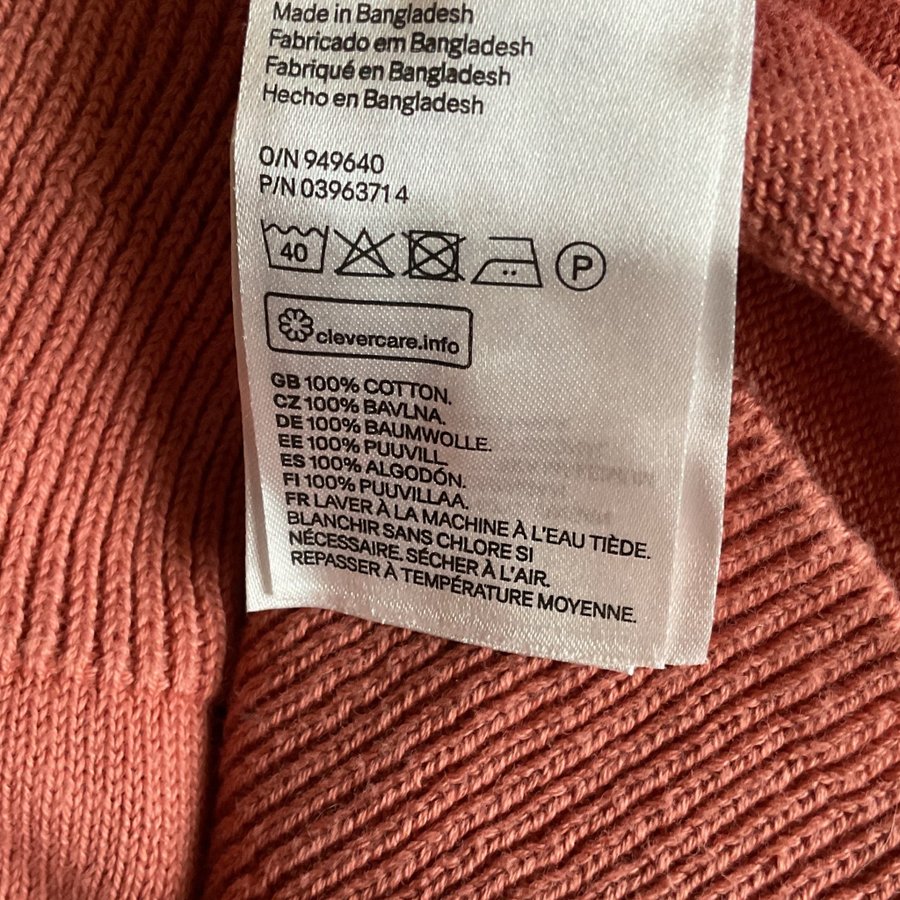 Made in Bangladesh
Fabricado em Bangladesh
Fabriqué en Bangladesh
Hecho en Bangladesh
O/N 949640
P/N 03963714
40 P
clevercare.info
GB 100% COTTON.
CZ 100% BAVLNA.
DE 100% BAUMWOLLE.
EE 100% PUUVILL.
ES 100% ALGODÓN.
FI 100% PUUVILLAA.
FR LAVER À LA MACHINE À L'EAU TIÈDE.
BLANCHIR SANS CHLORE SI
NÉCESSAIRE. SÉCHER À L'AIR.
REPASSER À TEMPÉRATURE MOYENNE.